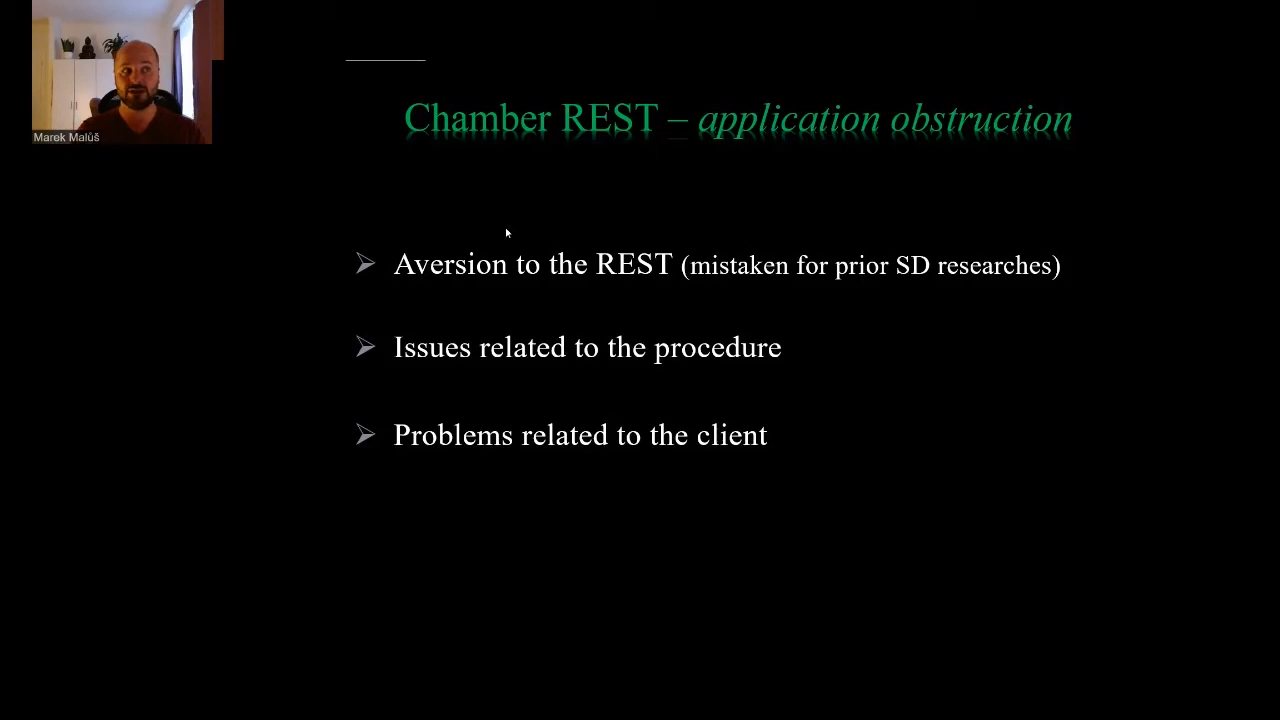 Marek Malůš
Chamber REST – application obstruction
Aversion to the REST (mistaken for prior SD researches)
Issues related to the procedure
Problems related to the client